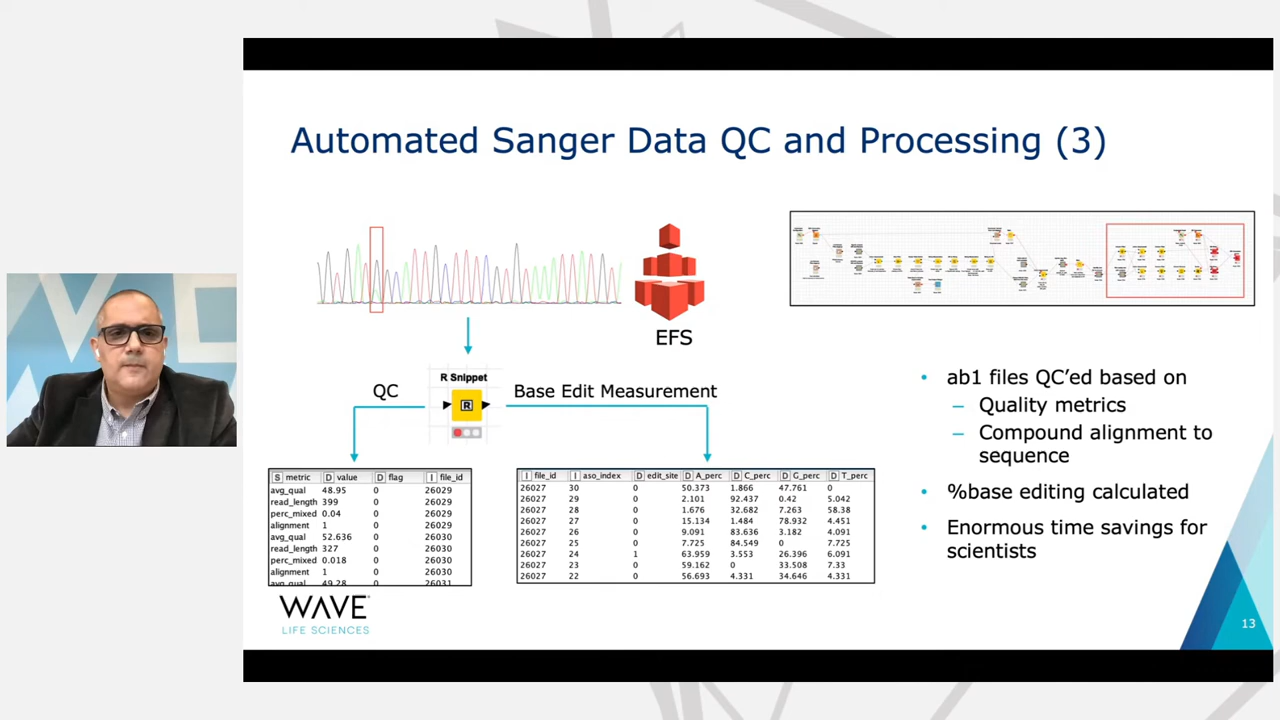 Automated Sanger Data QC and Processing (3)
EFS
R Snippet
QC
Base Edit Measurement
R
S metric D value D flag I file_id
avg_qual 48.95 0 26029
read_length 399 0 26029
perc_mixed 0.04 0 26029
alignment 1 0 26029
avg_qual 52.636 0 26030
read_length 327 0 26030
perc_mixed 0.018 0 26030
alignment 1 0 26030
avg_qual 49.28 0 26031
I file_id I aso_index D edit_site D A_perc D C_perc D G_perc D T_perc
26027 30 0 50.373 1.866 47.761 0
26027 29 0 2.101 92.437 0.42 5.042
26027 28 0 1.676 32.682 7.263 58.38
26027 27 0 15.134 1.484 78.932 4.451
26027 26 0 9.091 83.636 3.182 4.091
26027 25 0 7.725 84.549 0 7.725
26027 24 1 63.959 3.553 26.396 6.091
26027 23 0 59.162 0 33.508 7.33
26027 22 0 56.693 4.331 34.646 4.331
• ab1 files QC'ed based on
– Quality metrics
– Compound alignment to
sequence
• %base editing calculated
• Enormous time savings for
scientists
WAVE
LIFE SCIENCES
13